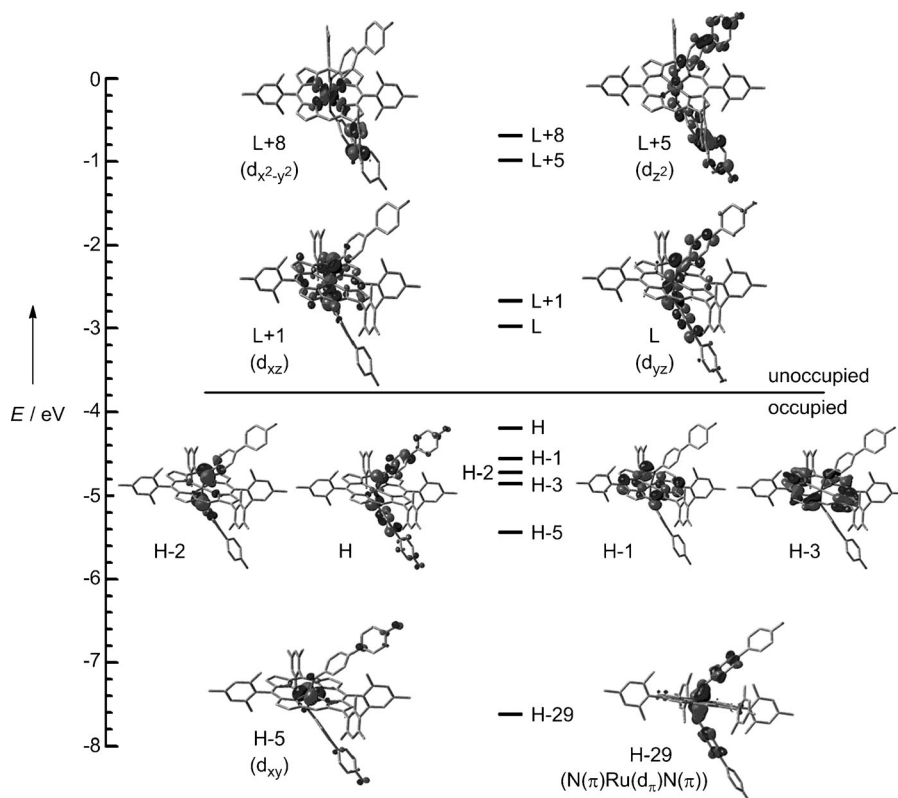 0
-1
-2
-3
-4
-5
-6
-7
-8
E / eV
L+8
(dx²-y²)
L+8
L+5
L+5
(dz²)
L+1
(dxz)
L+1
L
L
(dyz)
unoccupied
occupied
H
H-1
H-2
H-3
H-5
H-2
H
H-1
H-3
H-5
(dxy)
H-29
H-29
(N(π)Ru(dπ)N(π))